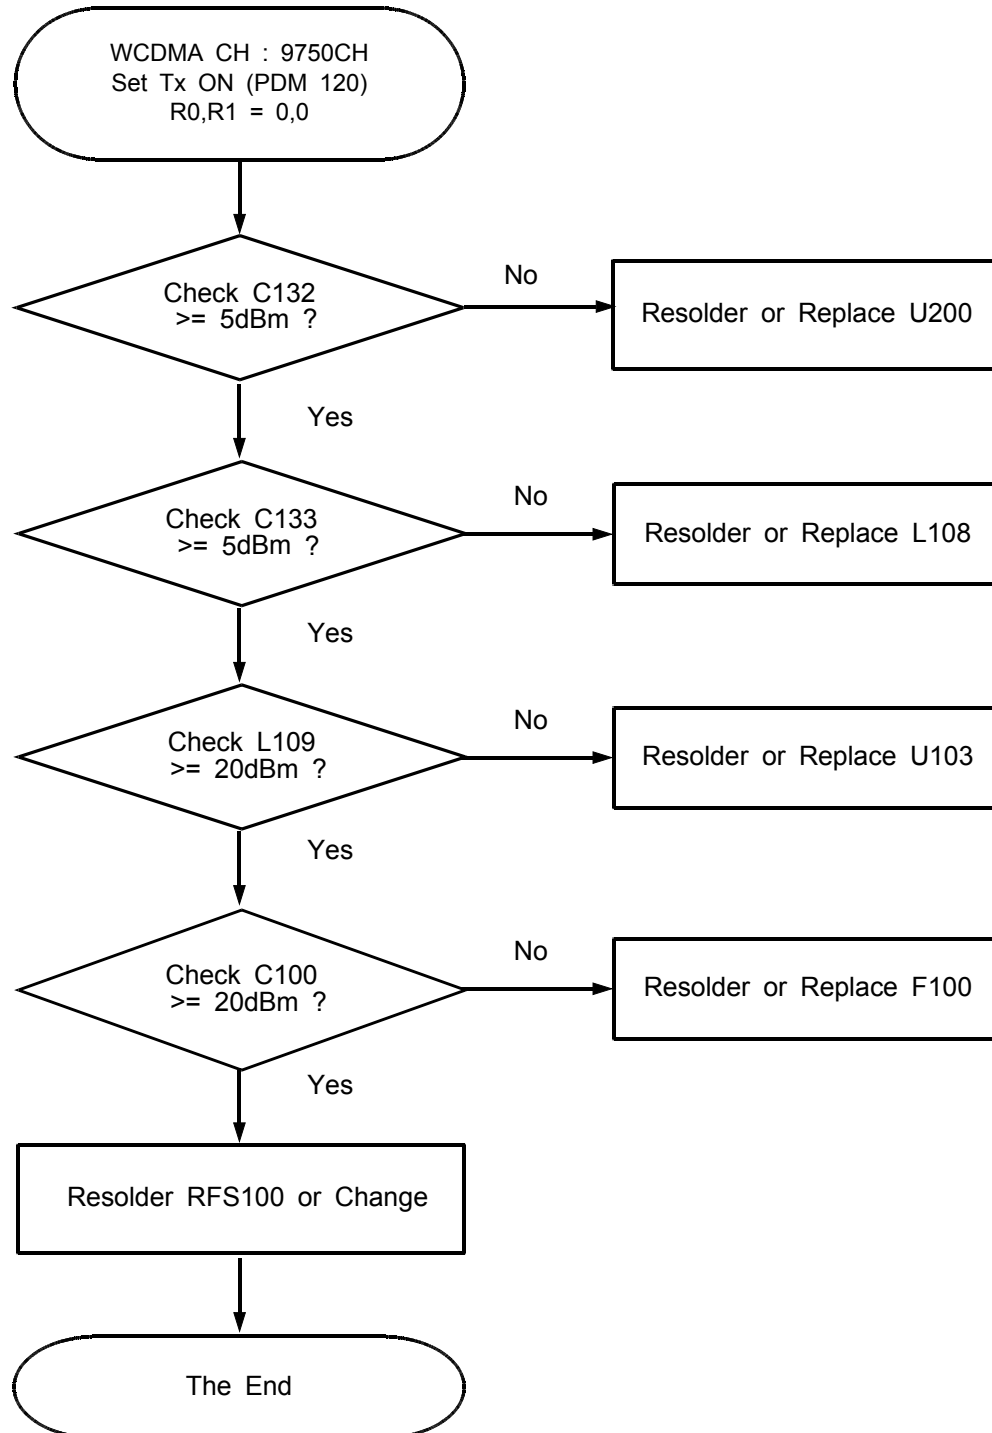 WCDMA CH : 9750CH
Set Tx ON (PDM 120)
R0,R1 = 0,0
Check C132
>= 5dBm ?
No
Resolder or Replace U200
Yes
Check C133
>= 5dBm ?
No
Resolder or Replace L108
Yes
Check L109
>= 20dBm ?
No
Resolder or Replace U103
Yes
Check C100
>= 20dBm ?
No
Resolder or Replace F100
Yes
Resolder RFS100 or Change
The End